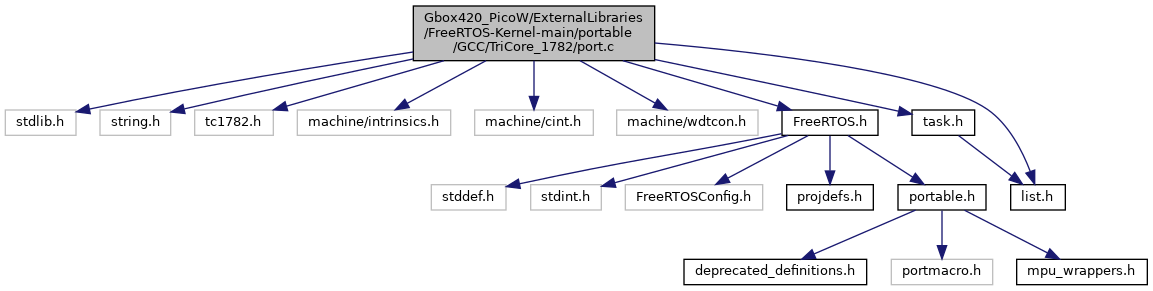 Gbox420_PicoW/ExternalLibraries
/FreeRTOS-Kernel-main/portable
/GCC/TriCore_1782/port.c
stdlib.h
string.h
tc1782.h
machine/intrinsics.h
machine/cint.h
machine/wdtcon.h
FreeRTOS.h
task.h
stddef.h
stdint.h
FreeRTOSConfig.h
projdefs.h
portable.h
list.h
deprecated_definitions.h
portmacro.h
mpu_wrappers.h